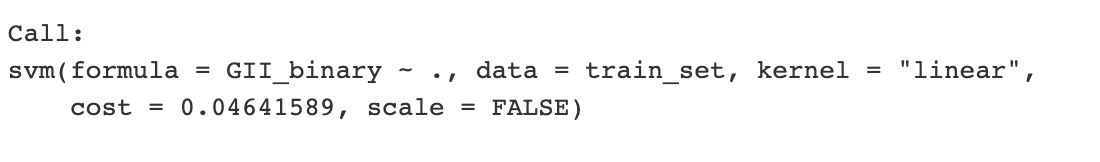 Call:
svm(formula = GII_binary ~ ., data = train_set, kernel = "linear",
    cost = 0.04641589, scale = FALSE)